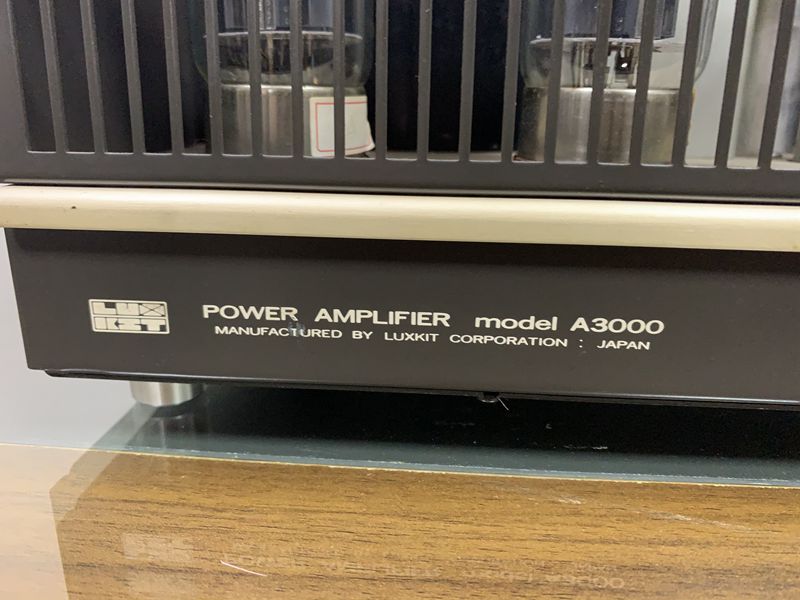 LUX
KIT
POWER AMPLIFIER model A3000
MANUFACTURED BY LUXKIT CORPORATION : JAPAN